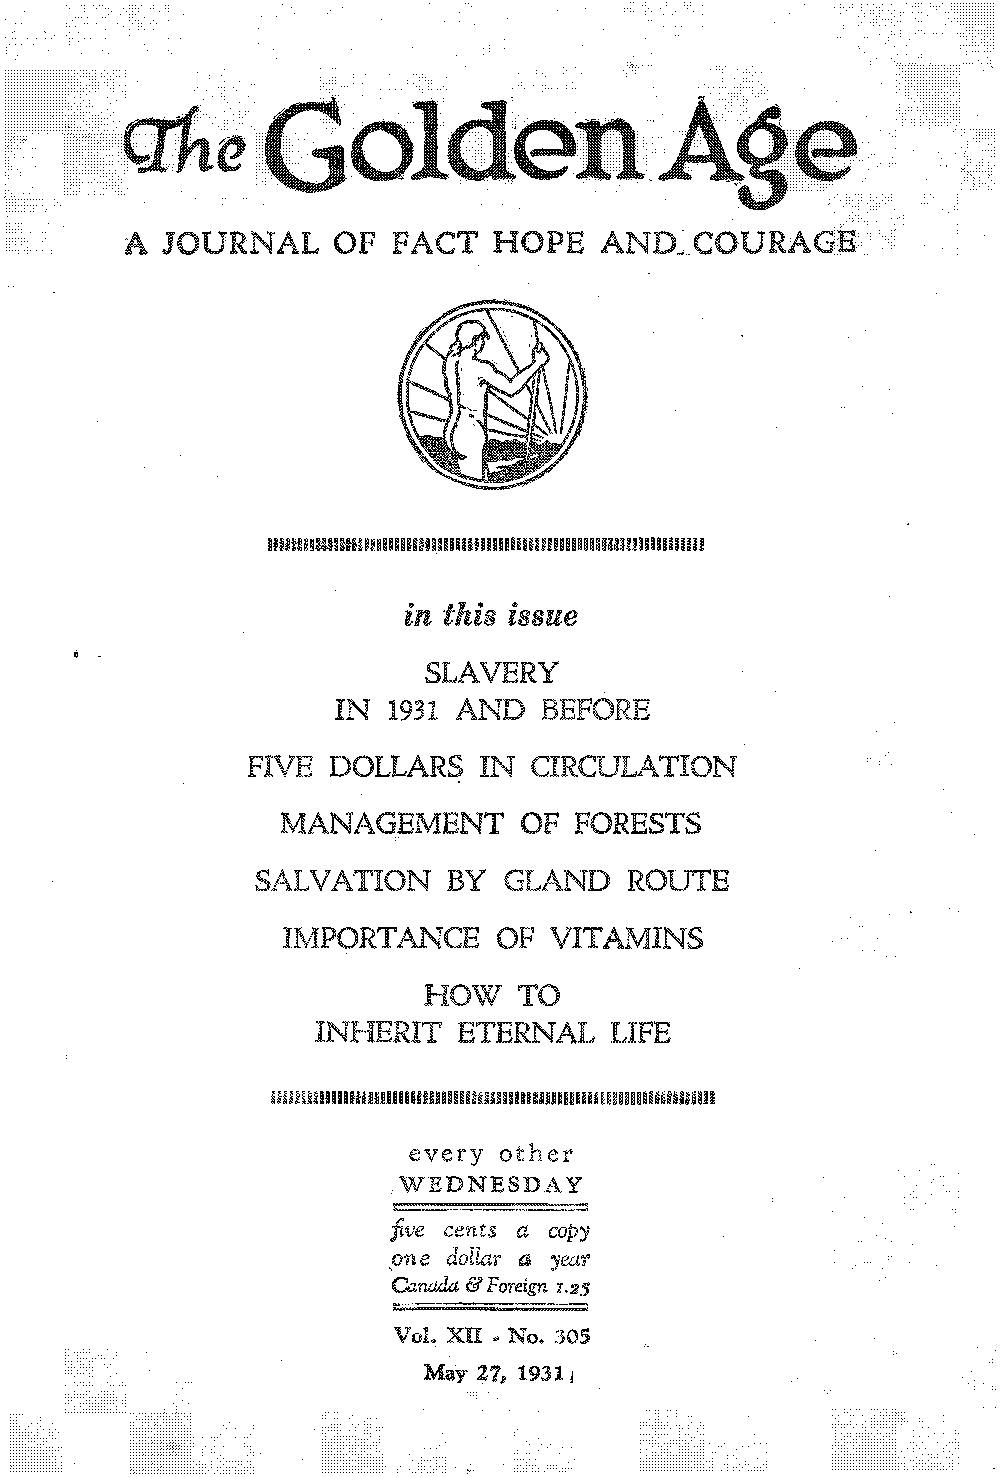 The Golden Age
A JOURNAL OF FACT HOPE AND COURAGE
in this issue
SLAVERY
IN 1931 AND BEFORE
FIVE DOLLARS IN CIRCULATION
MANAGEMENT OF FORESTS
SALVATION BY GLAND ROUTE
IMPORTANCE OF VITAMINS
HOW TO
INHERIT ETERNAL LIFE
every other
WEDNESDAY
five cents a copy
one dollar a year
Canada & Foreign 1.25
Vol. XII - No. 305
May 27, 1931